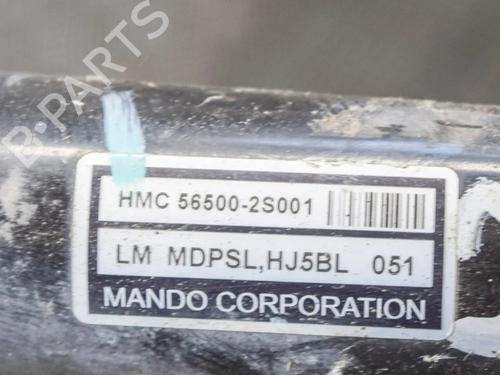 B-PARTS
HMC 56500-2S001
LM MDPSL,HJ5BL 051
MANDO CORPORATION